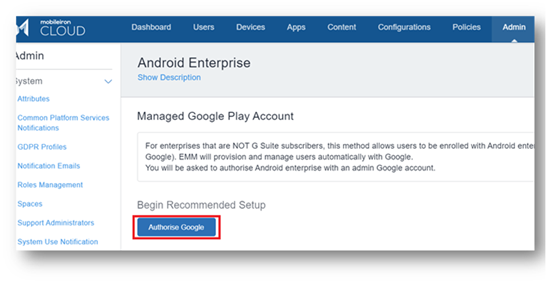 mobileiron
CLOUD
Dashboard
Users
Devices
Apps
Content
Configurations
Policies
Admin
Admin
System
Attributes
Common Platform Services
Notifications
GDPR Profiles
Notification Emails
Roles Management
Spaces
Support Administrators
System Use Notification
Android Enterprise
Show Description
Managed Google Play Account
For enterprises that are NOT G Suite subscribers, this method allows users to be enrolled with Android enter
Google). EMM will provision and manage users automatically with Google.
You will be asked to authorise Android enterprise with an admin Google account.
Begin Recommended Setup
Authorise Google